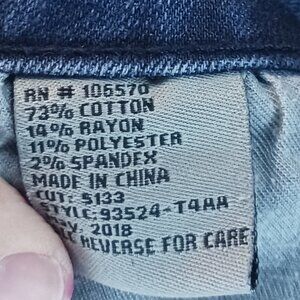 RN # 106570
73% COTTON
14% RAYON
11% POLYESTER
2% SPANDEX
MADE IN CHINA
CUT: 5133
STYLE:93524-T4AA
2018
REVERSE FOR CARE